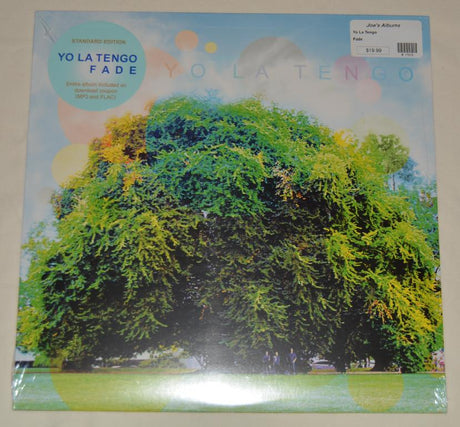 STANDARD EDITION
YO LA TENGO
FADE
Entire album included as
download coupon
(MP3 and FLAC)
YO LA TENGO
Joe's Albums
Yo La Tengo
Fade
$19.99